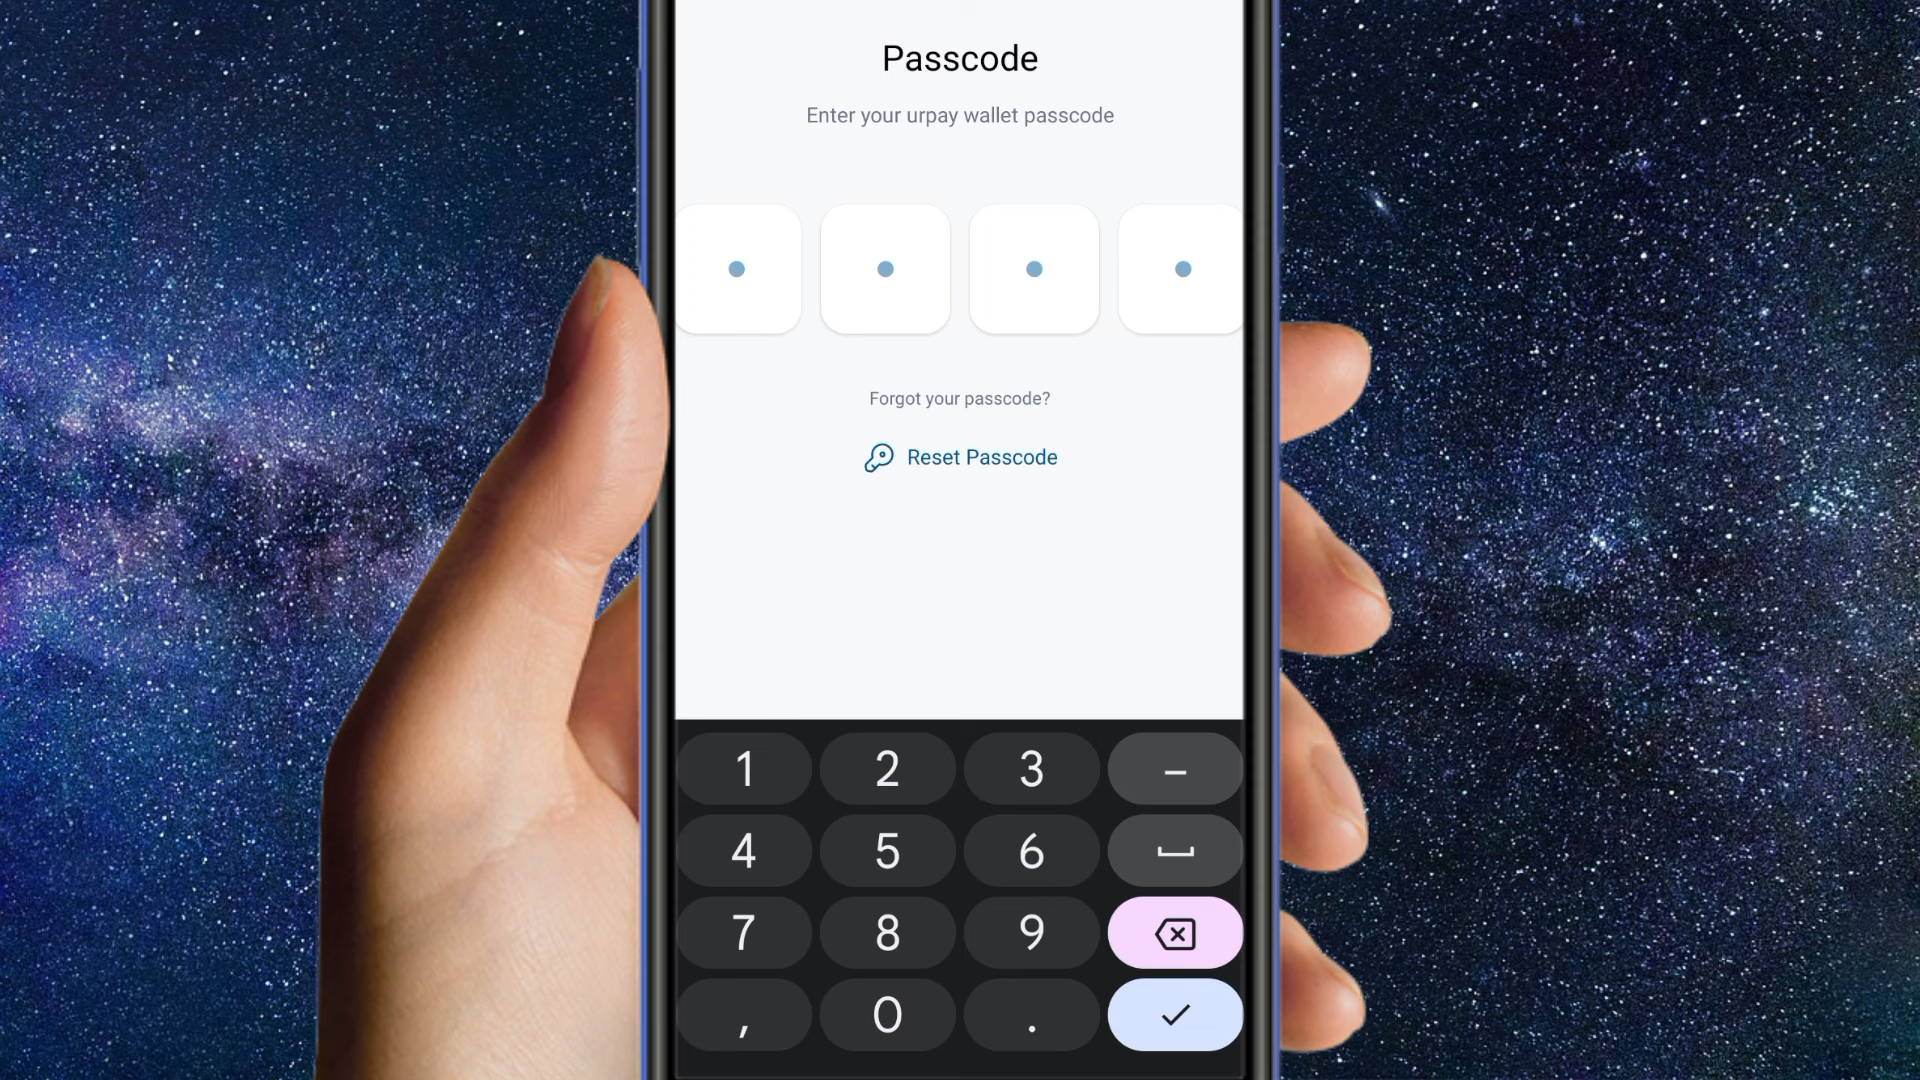 Passcode
Enter your urpay wallet passcode
Forgot your passcode?
Reset Passcode
1 2 3 –
4 5 6
7 8 9
, 0 .